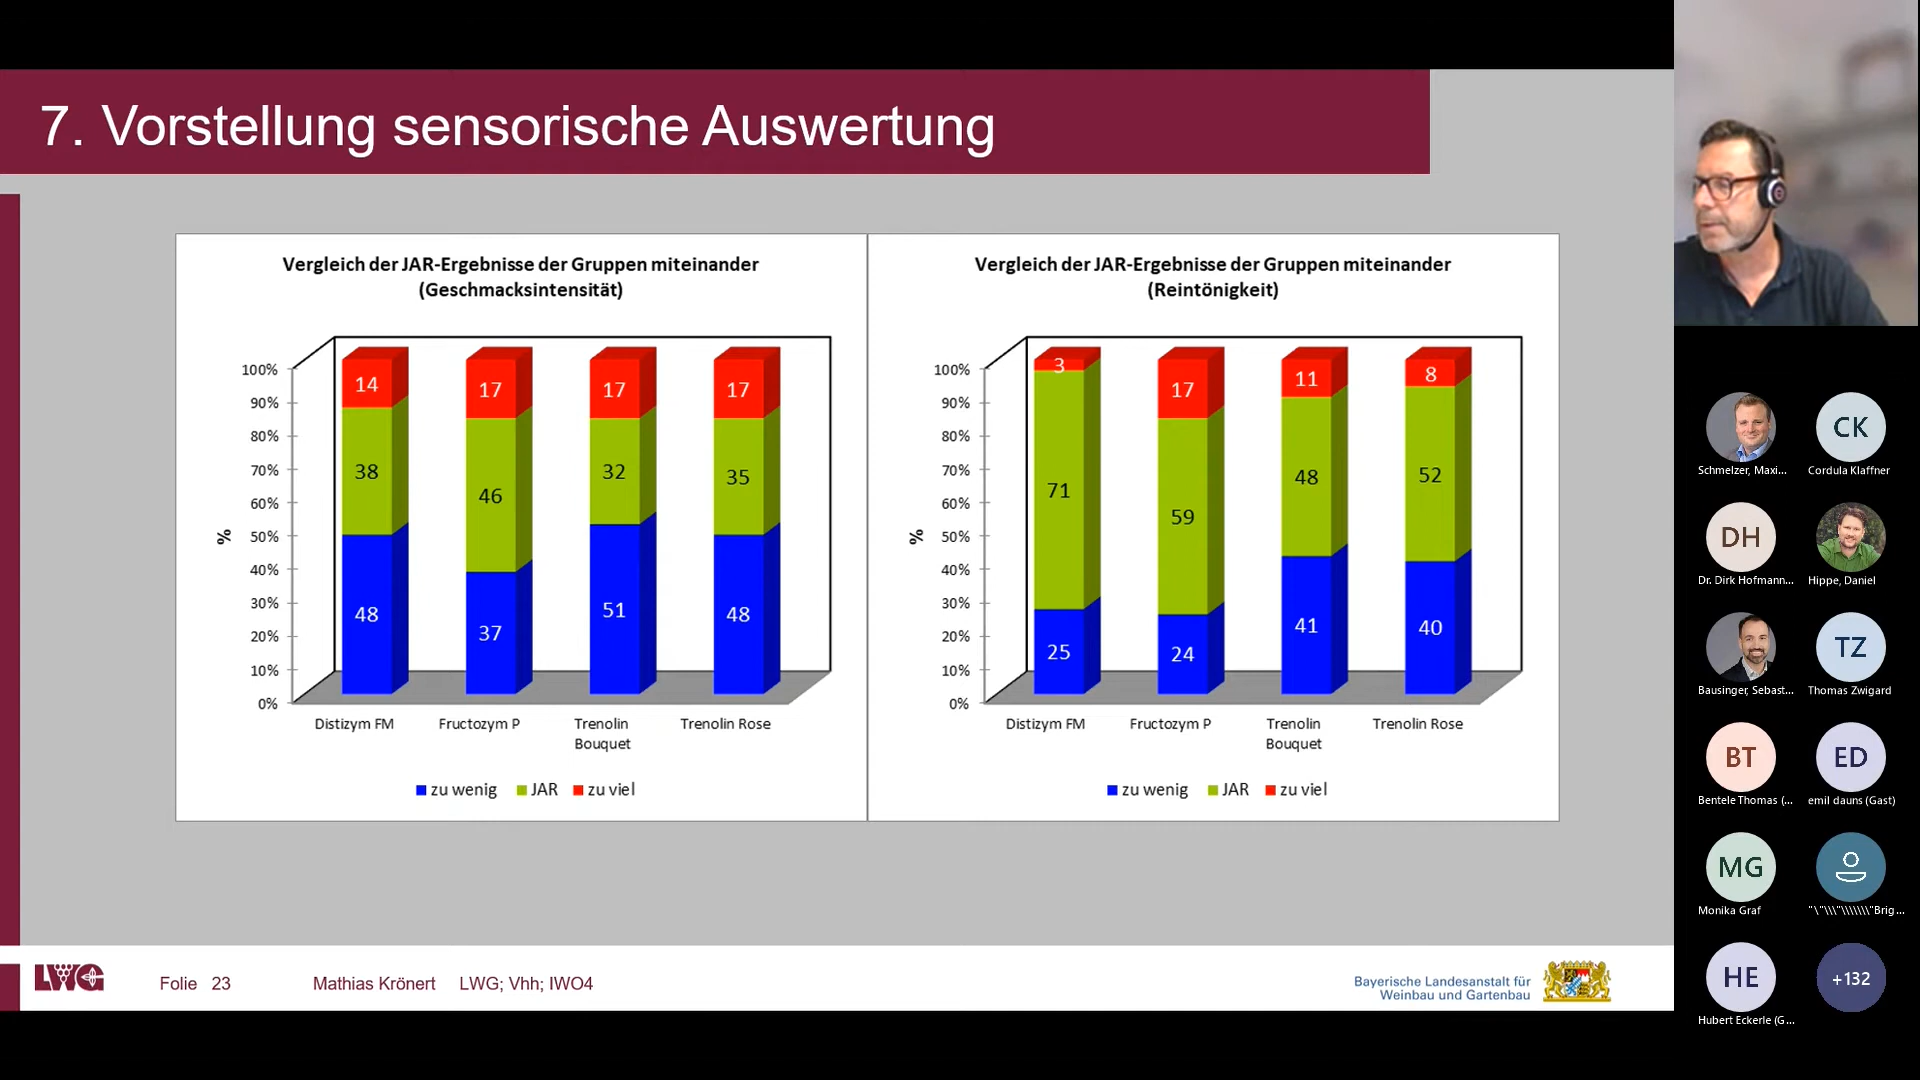 7. Vorstellung sensorische Auswertung
Vergleich der JAR-Ergebnisse der Gruppen miteinander
(Geschmacksintensität)
100%
90%
80%
70%
60%
50%
40%
30%
20%
10%
0%
%
14
17
17
17
38
46
32
35
48
37
51
48
Distizym FM
Fructozym P
Trenolin
Bouquet
Trenolin Rose
zu wenig
JAR
zu viel
Vergleich der JAR-Ergebnisse der Gruppen miteinander
(Reintönigkeit)
100%
90%
80%
70%
60%
50%
40%
30%
20%
10%
0%
%
3
17
11
8
71
59
48
52
25
24
41
40
Distizym FM
Fructozym P
Trenolin
Bouquet
Trenolin Rose
zu wenig
JAR
zu viel
LWG
Folie 23
Mathias Krönert LWG; Vhh; IWO4
Bayerische Landesanstalt für
Weinbau und Gartenbau
Schmelzer, Maxi...
CK
Cordula Klaffner
DH
Dr. Dirk Hofmann...
Hippe, Daniel
Bausinger, Sebast...
TZ
Thomas Zwigard
BT
Bentele Thomas (...
ED
emil dauns (Gast)
MG
Monika Graf
"\"\\\"\\\\\\\"Brig...
HE
Hubert Eckerle (G...
+132